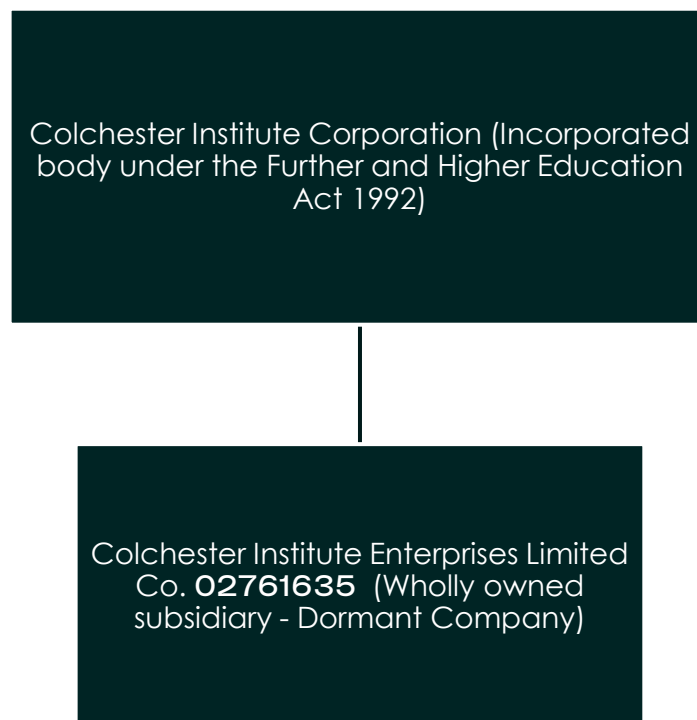 Colchester Institute Corporation (Incorporated
body under the Further and Higher Education
Act 1992)
Colchester Institute Enterprises Limited
Co. 02761635 (Wholly owned
subsidiary - Dormant Company)